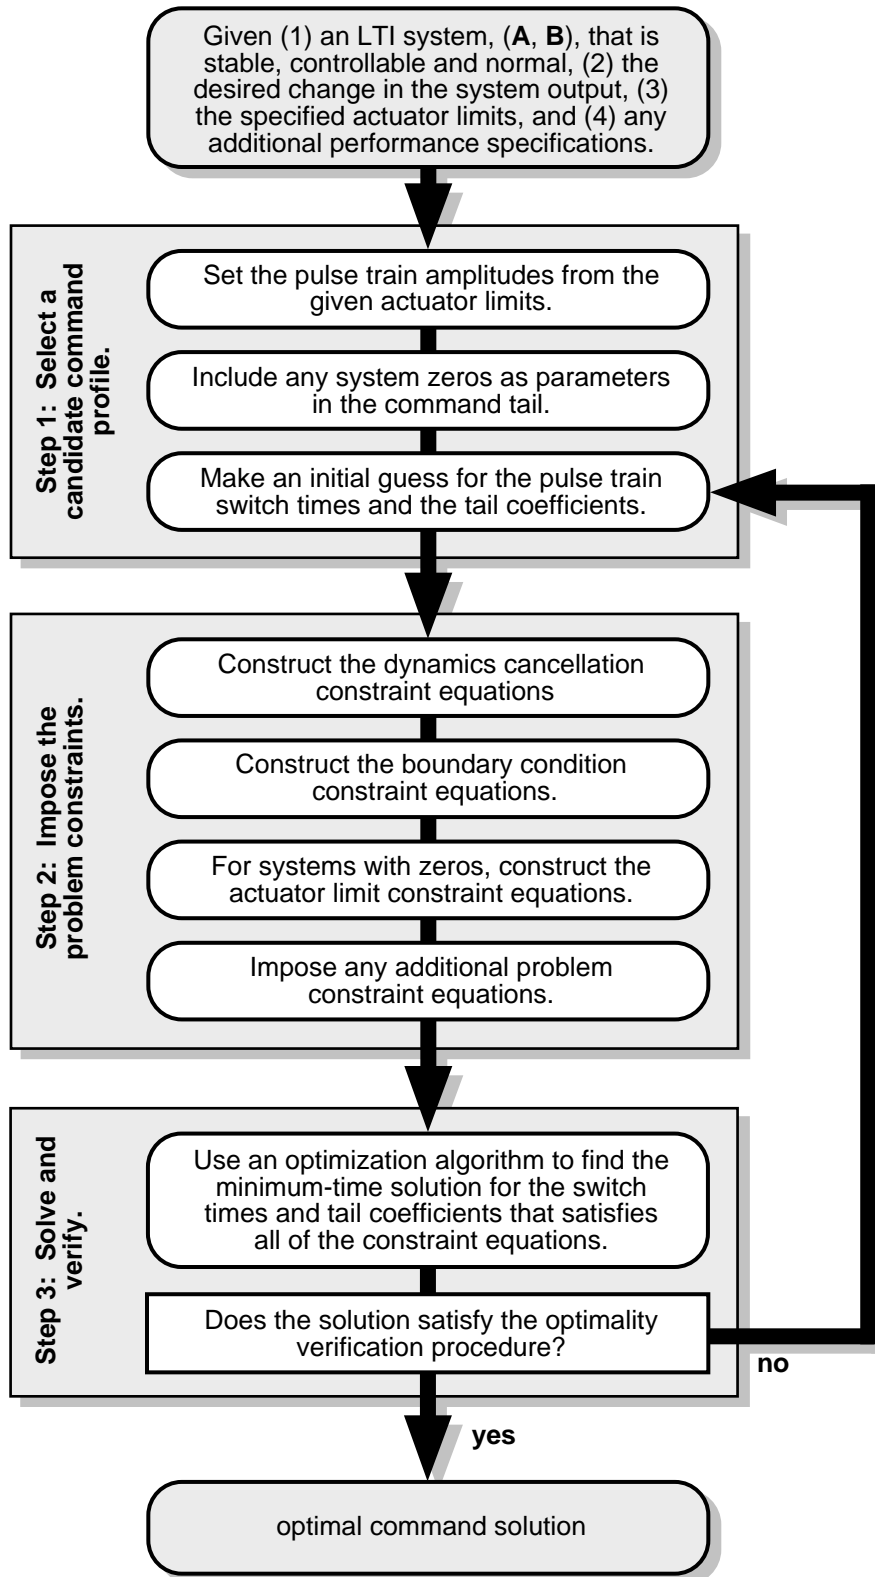 Given (1) an LTI system, (A, B), that is
stable, controllable and normal, (2) the
desired change in the system output, (3)
the specified actuator limits, and (4) any
additional performance specifications.
Step 1: Select a
candidate command
profile.
Set the pulse train amplitudes from the
given actuator limits.
Include any system zeros as parameters
in the command tail.
Make an initial guess for the pulse train
switch times and the tail coefficients.
Step 2: Impose the
problem constraints.
Construct the dynamics cancellation
constraint equations
Construct the boundary condition
constraint equations.
For systems with zeros, construct the
actuator limit constraint equations.
Impose any additional problem
constraint equations.
Step 3: Solve and
verify.
Use an optimization algorithm to find the
minimum-time solution for the switch
times and tail coefficients that satisfies
all of the constraint equations.
Does the solution satisfy the optimality
verification procedure?
no
yes
optimal command solution